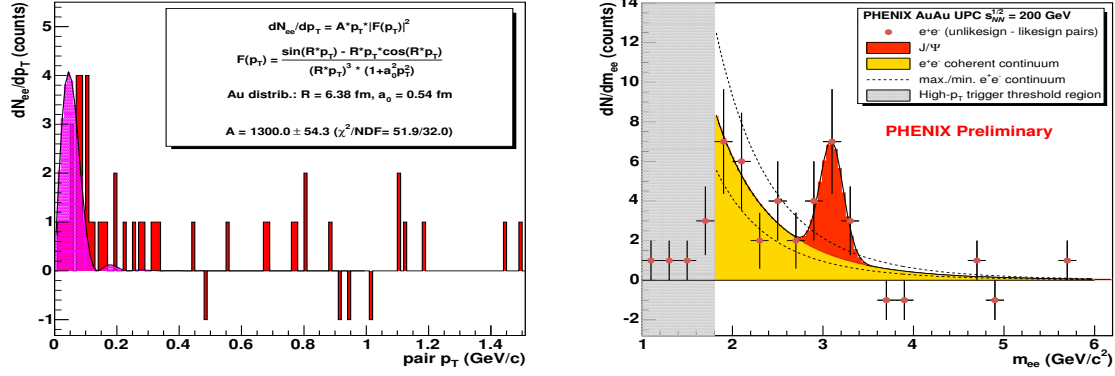 dN_ee/dp_T (counts)
5
4
3
2
1
0
-1
dN_ee/dp_T = A*p_T*|F(p_T)|²
F(p_T) = sin(R*p_T) - R*p_T*cos(R*p_T)
(R*p_T)³ * (1+a₀²p_T²)
Au distrib.: R = 6.38 fm, a₀ = 0.54 fm
A = 1300.0 ± 54.3 (χ²/NDF= 51.9/32.0)
0 0.2 0.4 0.6 0.8 1 1.2 1.4
pair p_T (GeV/c)
dN/dm_ee (counts)
14
12
10
8
6
4
2
0
-2
PHENIX AuAu UPC s_NN^1/2 = 200 GeV
e⁺e⁻ (unlikesign - likesign pairs)
J/Ψ
e⁺e⁻ coherent continuum
max./min. e⁺e⁻ continuum
High-p_T trigger threshold region
PHENIX Preliminary
1 2 3 4 5 6
m_ee (GeV/c²)